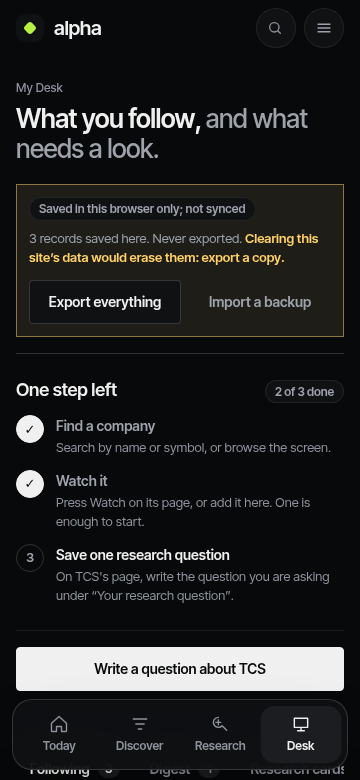 alpha
My Desk
What you follow, and what
needs a look.
Saved in this browser only; not synced
3 records saved here. Never exported. Clearing this
site's data would erase them: export a copy.
Export everything
Import a backup
One step left
2 of 3 done
✓
Find a company
Search by name or symbol, or browse the screen.
✓
Watch it
Press Watch on its page, or add it here. One is
enough to start.
3
Save one research question
On TCS's page, write the question you are asking
under “Your research question”.
Write a question about TCS
Today
Discover
Research
Desk
Following
Digest
Research cards